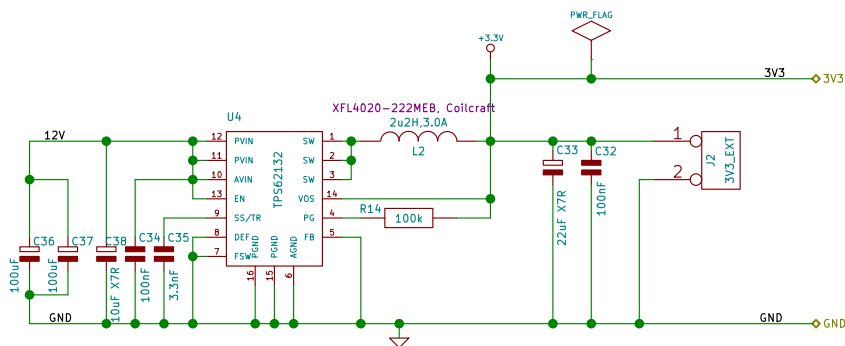 PWR_FLAG
+3.3V
3V3
3V3
XFL4020-222MEB, Coilcraft
2u2H,3.0A
L2
U4
TPS62132
12V
12
PVIN
11
PVIN
10
AVIN
13
EN
9
SS/TR
8
DEF
7
FSW
SW
1
SW
2
SW
3
VOS
14
PG
4
FB
5
PGND
16
PGND
15
AGND
6
R14
100k
C33
22uF X7R
C32
100nF
1
2
J2
3V3_EXT
C36
100uF
C37
100uF
C38
10uF X7R
C34
100nF
C35
3.3nF
GND
GND
GND